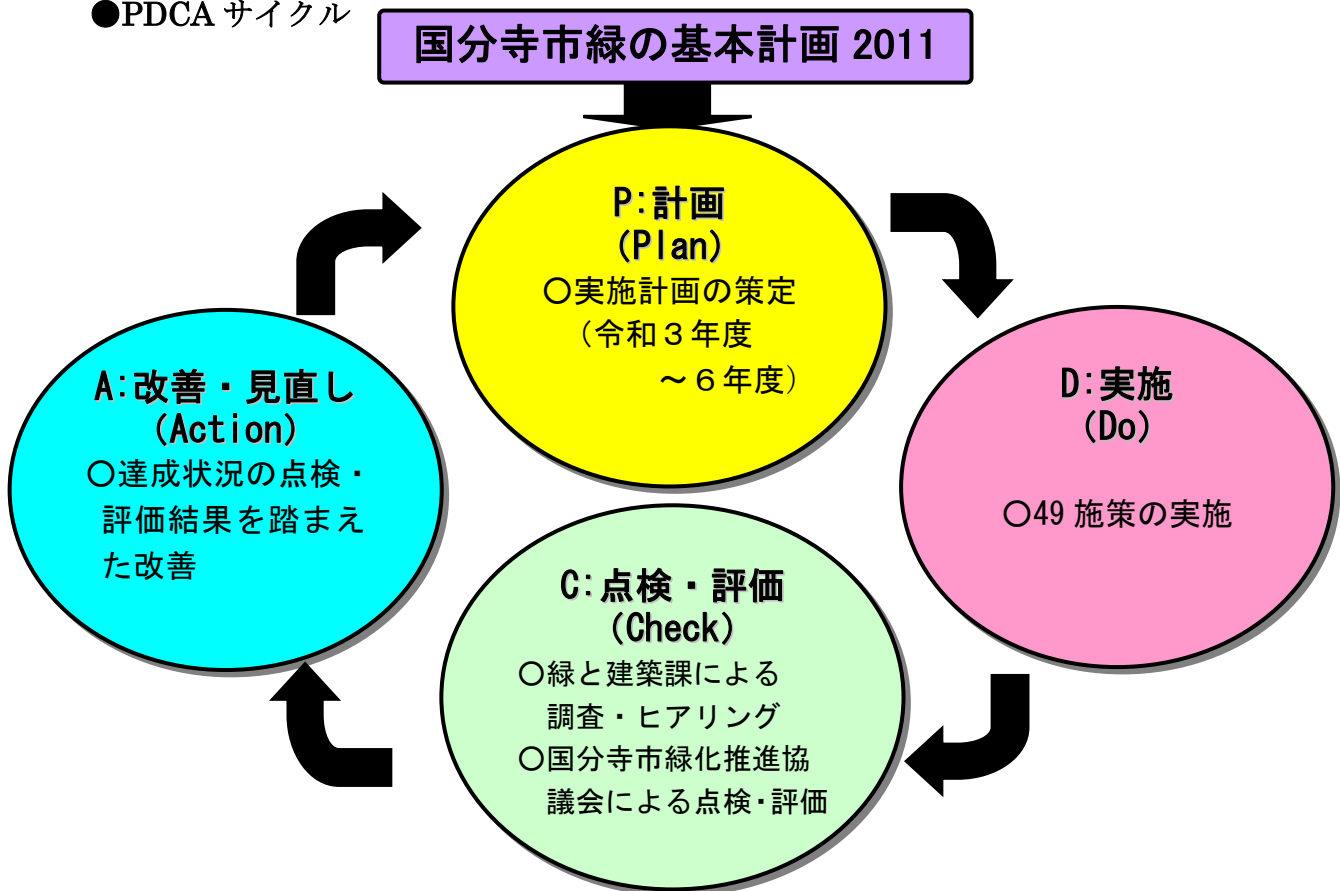 ●PDCA サイクル
国分寺市緑の基本計画 2011
P:計画
(Plan)
○実施計画の策定
（令和３年度
～６年度）
D:実施
(Do)
○49 施策の実施
C:点検・評価
(Check)
○緑と建築課による
調査・ヒアリング
○国分寺市緑化推進協
議会による点検・評価
A:改善・見直し
(Action)
○達成状況の点検・
評価結果を踏まえ
た改善